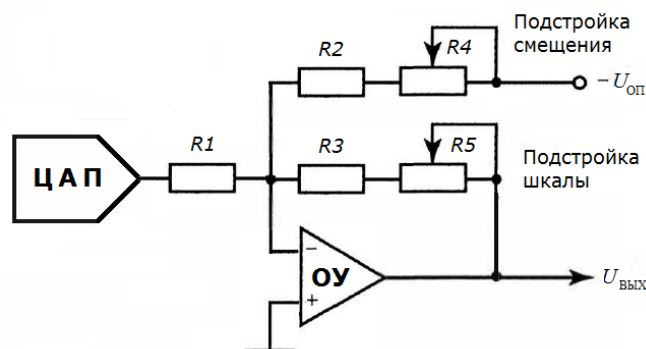 Подстройка
смещения
R2
R4
−Uоп
R1
R3
R5
Подстройка
шкалы
ЦАП
−
ОУ
+
Uвых